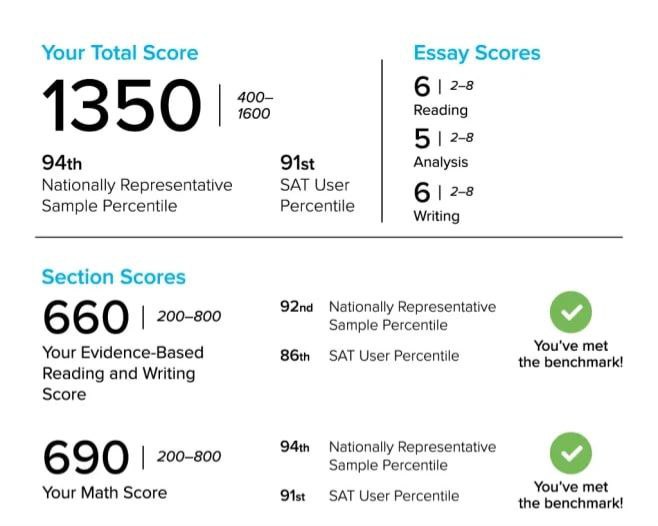 Your Total Score
1350 | 400–
1600
94th
Nationally Representative
Sample Percentile
91st
SAT User
Percentile
Essay Scores
6 | 2–8
Reading
5 | 2–8
Analysis
6 | 2–8
Writing
Section Scores
660 | 200–800
Your Evidence-Based
Reading and Writing
Score
92nd Nationally Representative
Sample Percentile
86th SAT User Percentile
You've met
the benchmark!
690 | 200–800
Your Math Score
94th Nationally Representative
Sample Percentile
91st SAT User Percentile
You've met
the benchmark!